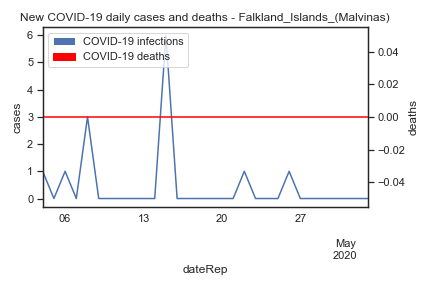 New COVID-19 daily cases and deaths - Falkland_Islands_(Malvinas)
COVID-19 infections
COVID-19 deaths
6
5
4
3
2
1
0
cases
0.04
0.02
0.00
−0.02
−0.04
deaths
06 13 20 27
May
2020
dateRep